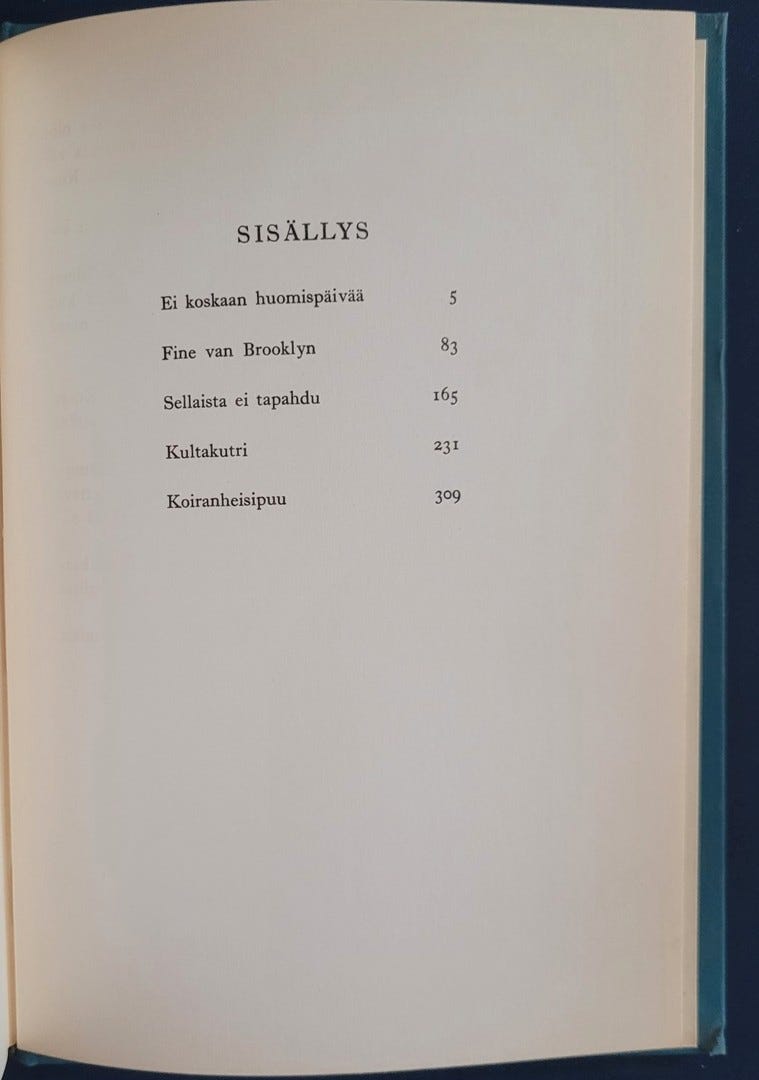 SISÄLLYS
Ei koskaan huomispäivää 5
Fine van Brooklyn 83
Sellaista ei tapahdu 165
Kultakutri 231
Koiranheisipuu 309